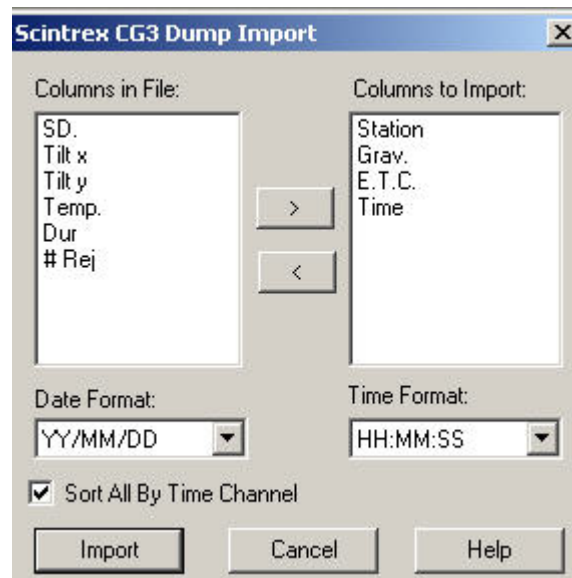 Scintrex CG3 Dump Import
Columns in File:
SD.
Tilt x
Tilt y
Temp.
Dur
# Rej
>
<
Columns to Import:
Station
Grav.
E.T.C.
Time
Date Format:
YY/MM/DD
Time Format:
HH:MM:SS
Sort All By Time Channel
Import
Cancel
Help